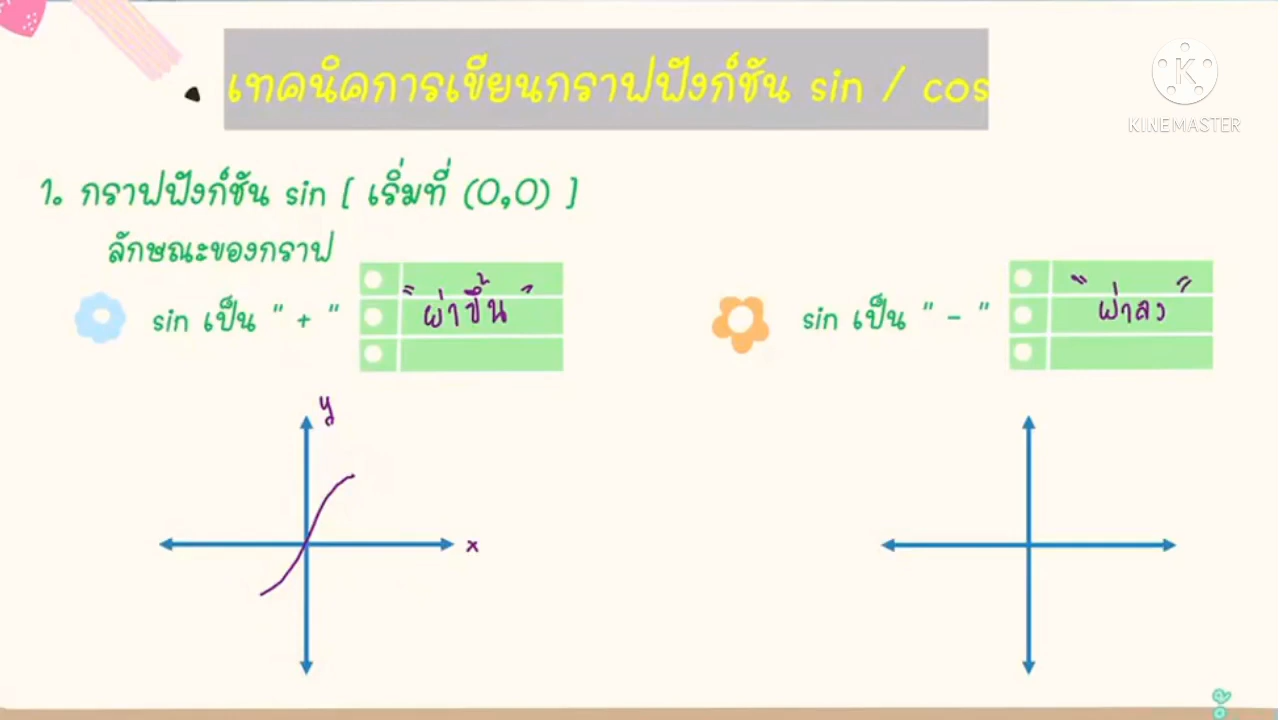 เทคนิคการเขียนกราฟฟังก์ชัน sin / cos
KINEMASTER
1. กราฟฟังก์ชัน sin [ เริ่มที่ (0,0) ]
ลักษณะของกราฟ
sin เป็น " + " "ผ่าขึ้น"
sin เป็น " - " "ผ่าลง"
y
x